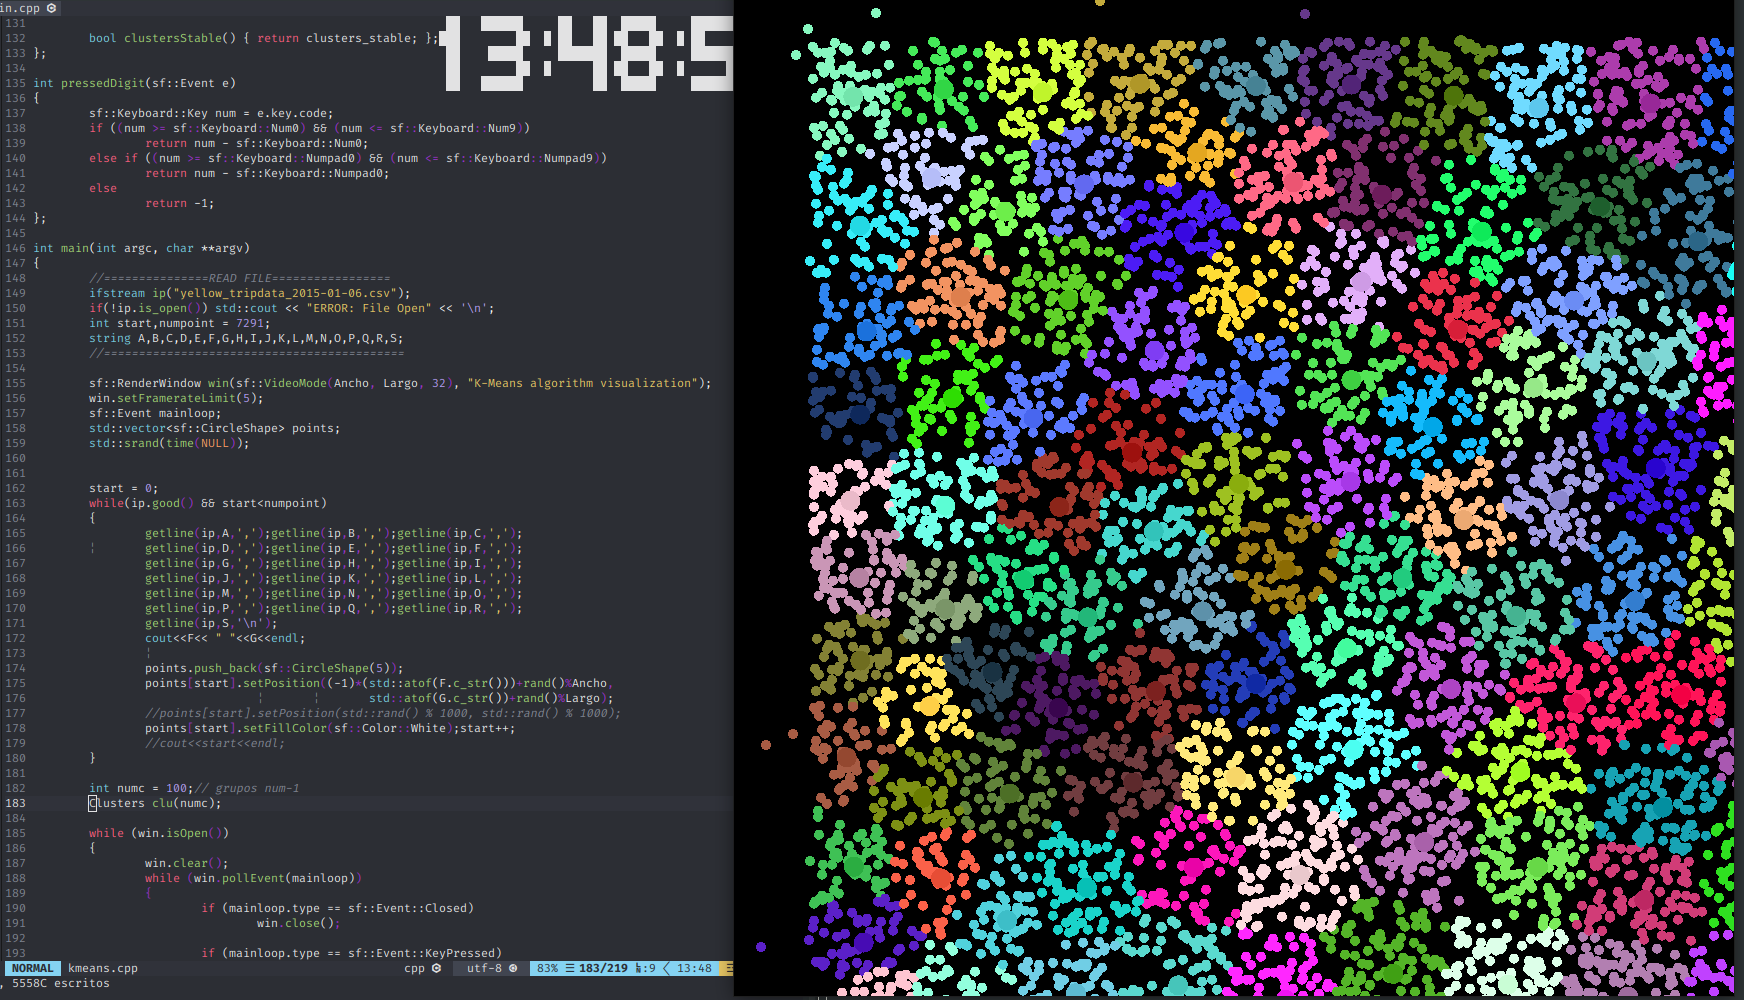 in.cpp
131
132 bool clustersStable() { return clusters_stable; };
133 };
134
135 int pressedDigit(sf::Event e)
136 {
137 sf::Keyboard::Key num = e.key.code;
138 if ((num >= sf::Keyboard::Num0) && (num <= sf::Keyboard::Num9))
139 return num - sf::Keyboard::Num0;
140 else if ((num >= sf::Keyboard::Numpad0) && (num <= sf::Keyboard::Numpad9))
141 return num - sf::Keyboard::Numpad0;
142 else
143 return -1;
144 };
145
146 int main(int argc, char **argv)
147 {
148 //===============READ FILE=================
149 ifstream ip("yellow_tripdata_2015-01-06.csv");
150 if(!ip.is_open()) std::cout << "ERROR: File Open" << '\n';
151 int start,numpoint = 7291;
152 string A,B,C,D,E,F,G,H,I,J,K,L,M,N,O,P,Q,R,S;
153 //===========================================
154
155 sf::RenderWindow win(sf::VideoMode(Ancho, Largo, 32), "K-Means algorithm visualization");
156 win.setFramerateLimit(5);
157 sf::Event mainloop;
158 std::vector<sf::CircleShape> points;
159 std::srand(time(NULL));
160
161
162 start = 0;
163 while(ip.good() && start<numpoint)
164 {
165 getline(ip,A,',');getline(ip,B,',');getline(ip,C,',');
166 getline(ip,D,',');getline(ip,E,',');getline(ip,F,',');
167 getline(ip,G,',');getline(ip,H,',');getline(ip,I,',');
168 getline(ip,J,',');getline(ip,K,',');getline(ip,L,',');
169 getline(ip,M,',');getline(ip,N,',');getline(ip,O,',');
170 getline(ip,P,',');getline(ip,Q,',');getline(ip,R,',');
171 getline(ip,S,'\n');
172 cout<<F<< " "<<G<<endl;
173
174 points.push_back(sf::CircleShape(5));
175 points[start].setPosition((-1)*(std::atof(F.c_str()))+rand()%Ancho,
176 std::atof(G.c_str())+rand()%Largo);
177 //points[start].setPosition(std::rand() % 1000, std::rand() % 1000);
178 points[start].setFillColor(sf::Color::White);start++;
179 //cout<<start<<endl;
180 }
181
182 int numc = 100;// grupos num-1
183 Clusters clu(numc);
184
185 while (win.isOpen())
186 {
187 win.clear();
188 while (win.pollEvent(mainloop))
189 {
190 if (mainloop.type == sf::Event::Closed)
191 win.close();
192
193 if (mainloop.type == sf::Event::KeyPressed)
13:48:5
NORMAL kmeans.cpp cpp utf-8 83% ☰ 183/219 :9 13:48
, 5558C escritos